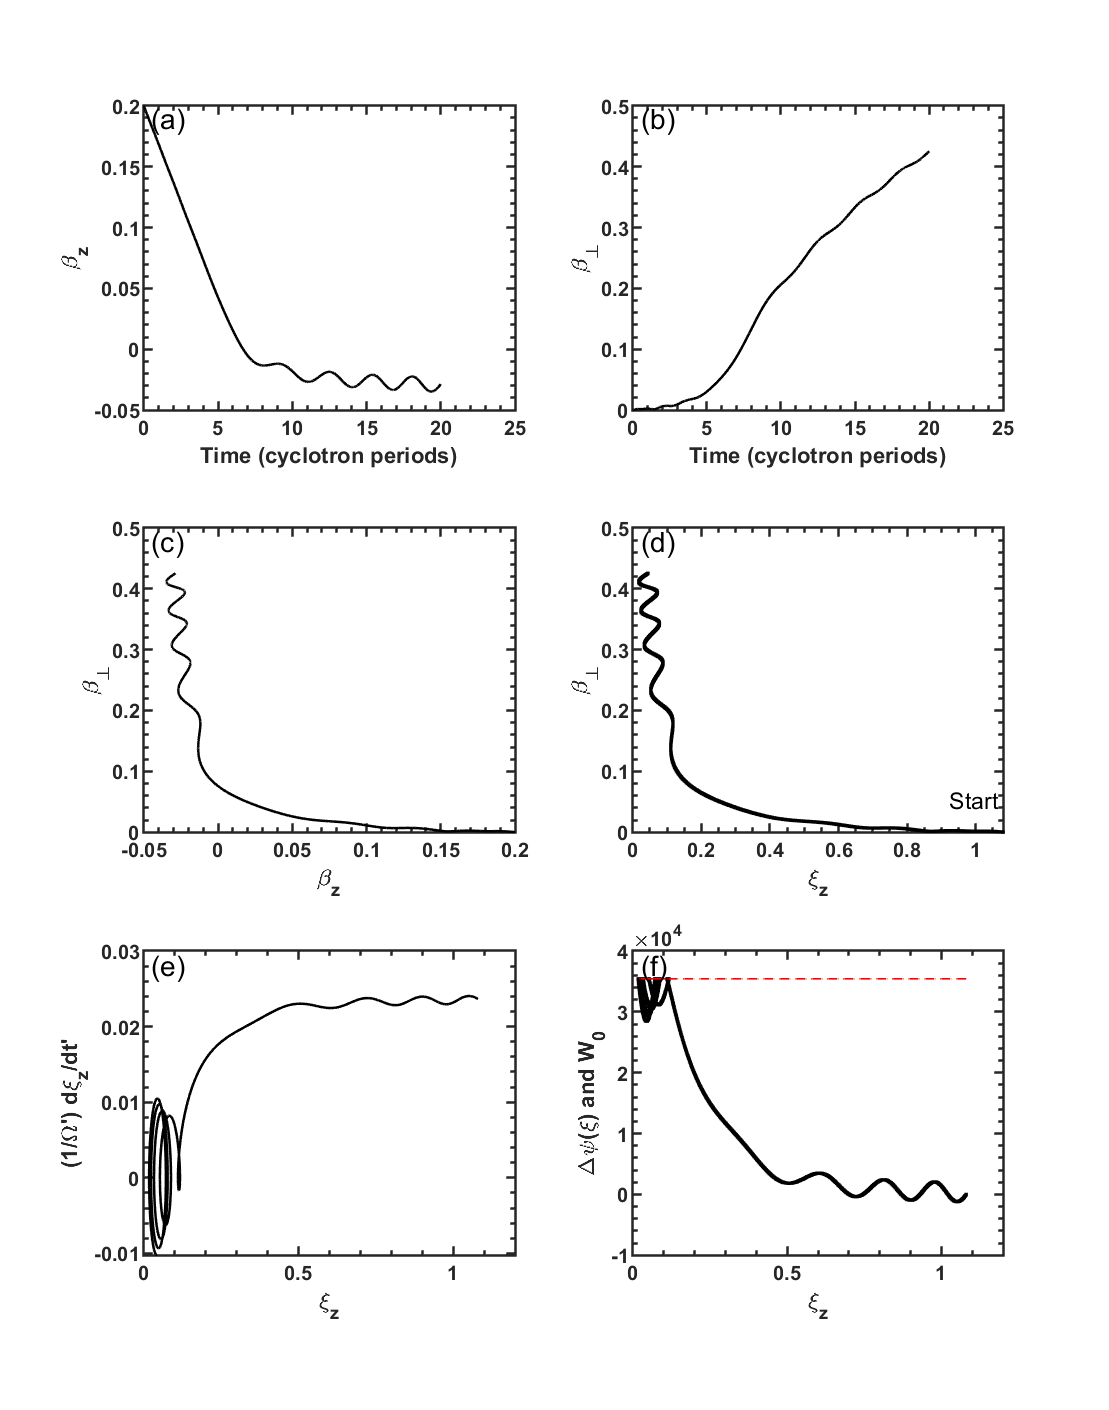 (a)
0.2
0.15
0.1
0.05
0
-0.05
β_z
0 5 10 15 20 25
Time (cyclotron periods)
(b)
0.5
0.4
0.3
0.2
0.1
0
β_⊥
0 5 10 15 20 25
Time (cyclotron periods)
(c)
0.5
0.4
0.3
0.2
0.1
0
β_⊥
-0.05 0 0.05 0.1 0.15 0.2
β_z
(d)
0.5
0.4
0.3
0.2
0.1
0
β_⊥
Start
0 0.2 0.4 0.6 0.8 1
ξ_z
(e)
0.03
0.02
0.01
0
-0.01
(1/Ω') dξ_z/dt'
0 0.5 1
ξ_z
×10^4
(f)
4
3
2
1
0
-1
Δψ(ξ) and W_0
0 0.5 1
ξ_z